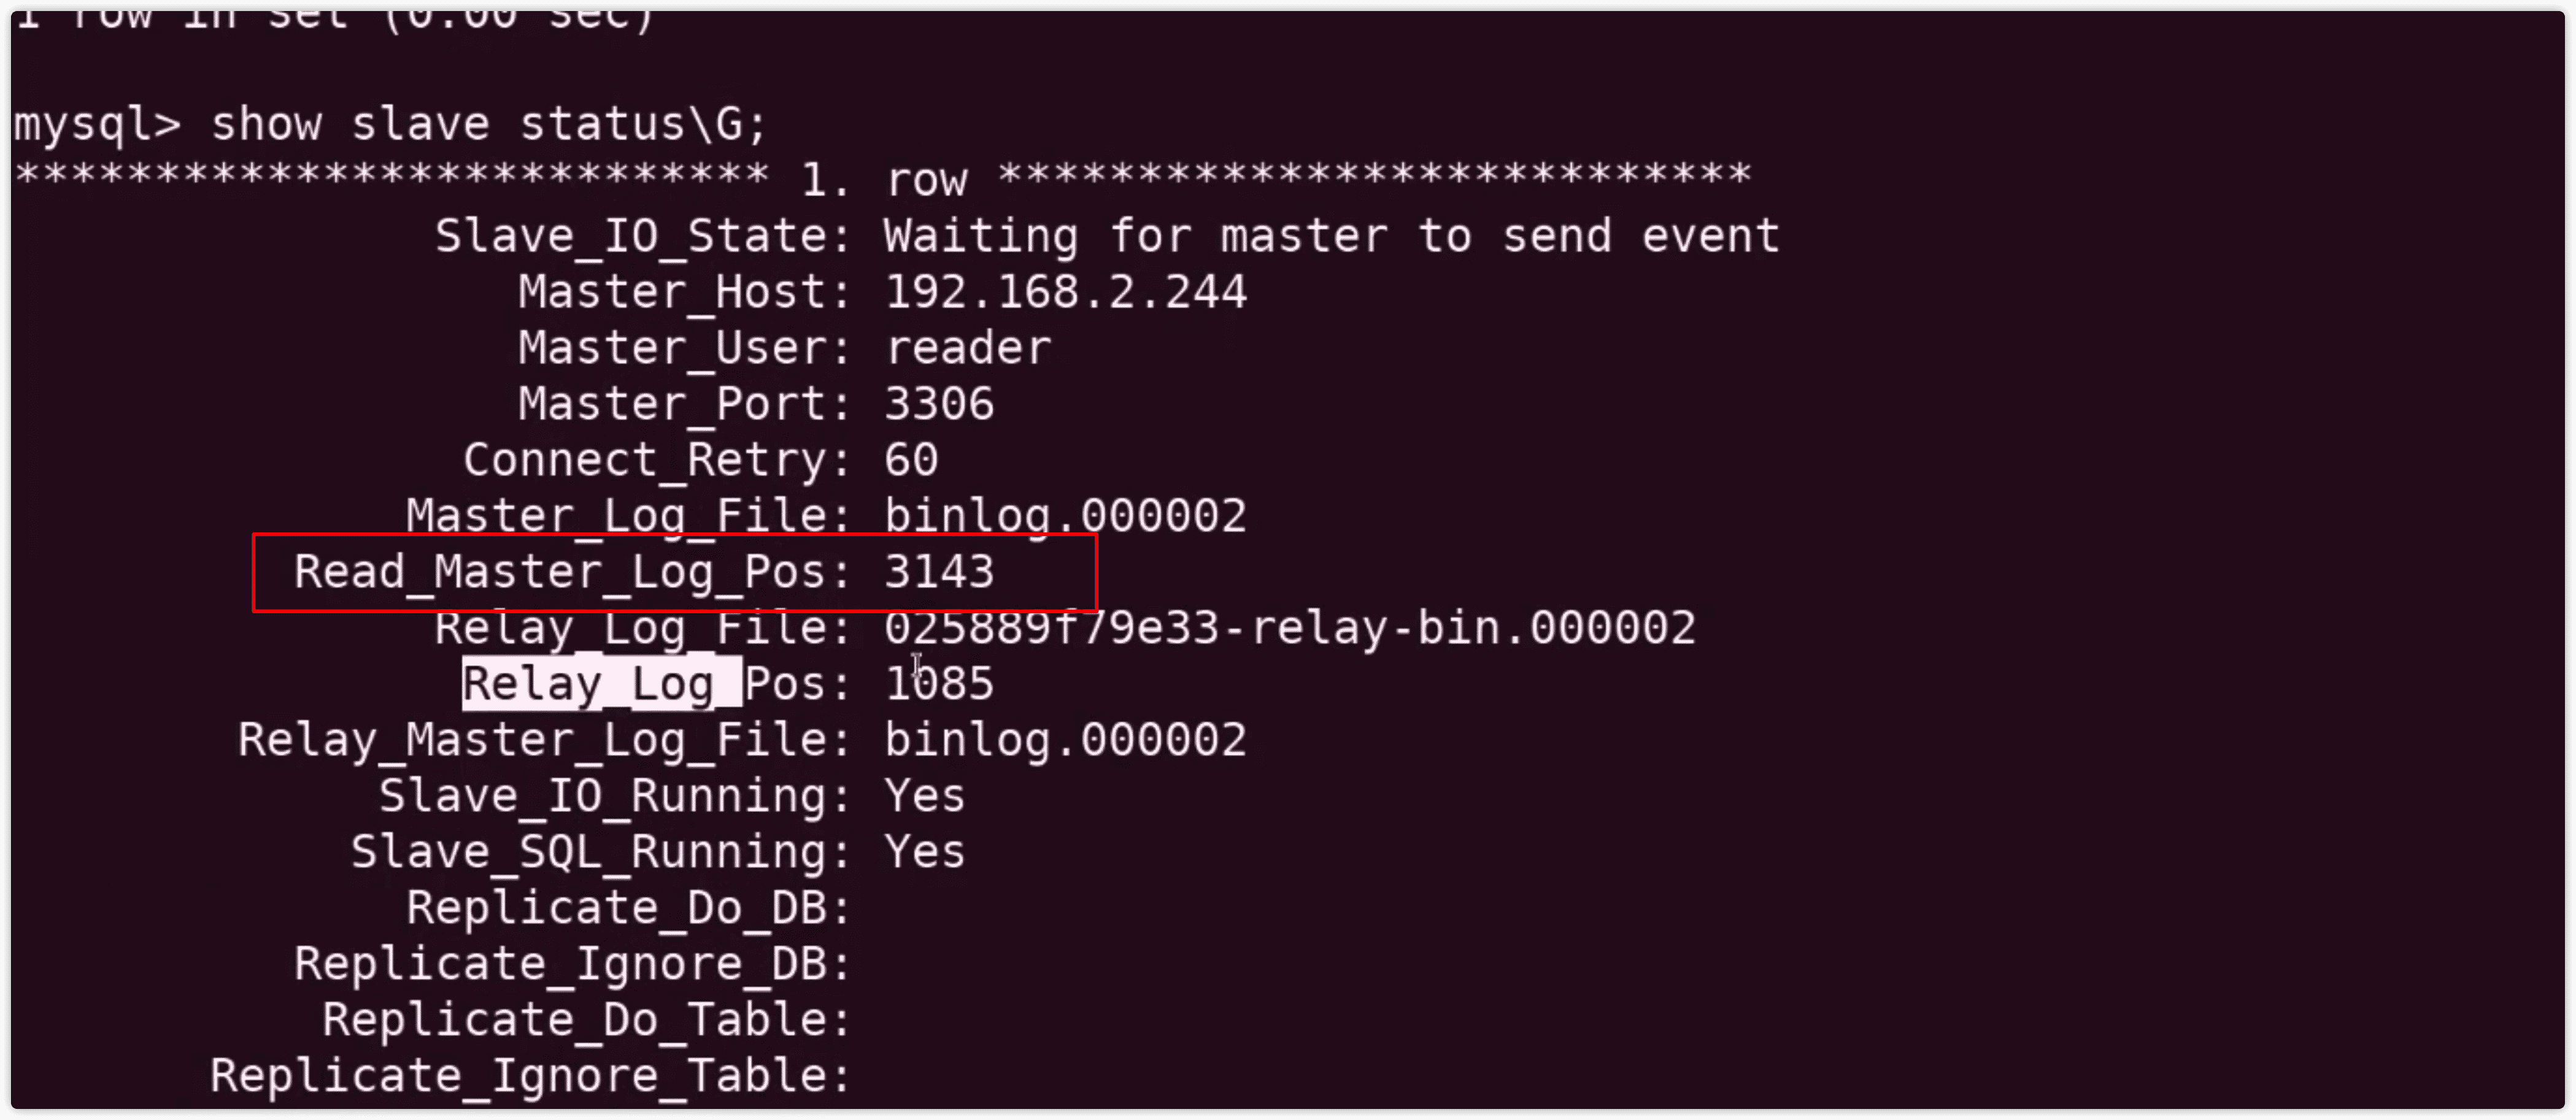 1 row in set (0.00 sec)
mysql> show slave status\G;
*************************** 1. row ***************************
Slave_IO_State: Waiting for master to send event
Master_Host: 192.168.2.244
Master_User: reader
Master_Port: 3306
Connect_Retry: 60
Master_Log_File: binlog.000002
Read_Master_Log_Pos: 3143
Relay_Log_File: 025889f79e33-relay-bin.000002
Relay_Log_Pos: 1085
Relay_Master_Log_File: binlog.000002
Slave_IO_Running: Yes
Slave_SQL_Running: Yes
Replicate_Do_DB:
Replicate_Ignore_DB:
Replicate_Do_Table:
Replicate_Ignore_Table: